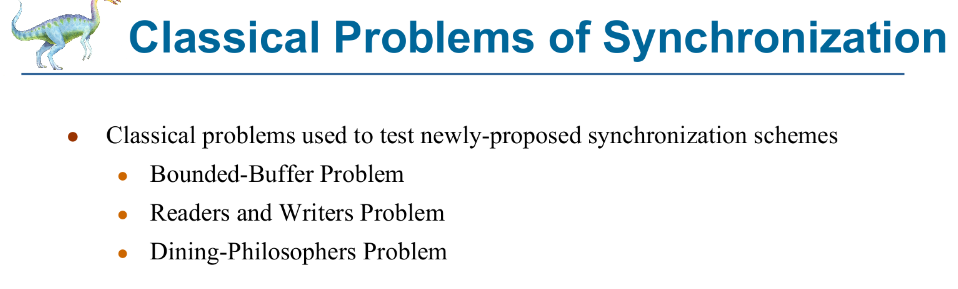 Classical Problems of Synchronization
Classical problems used to test newly-proposed synchronization schemes
Bounded-Buffer Problem
Readers and Writers Problem
Dining-Philosophers Problem